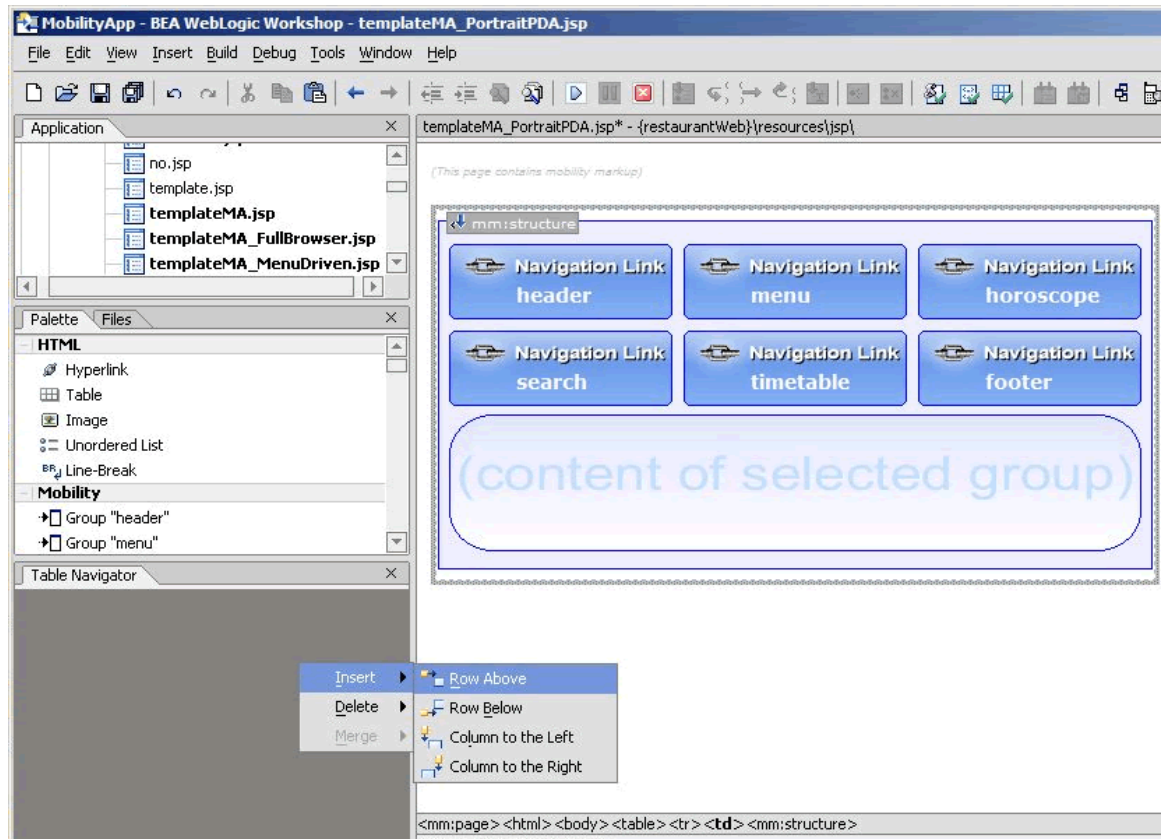 MobilityApp - BEA WebLogic Workshop - templateMA_PortraitPDA.jsp
File Edit View Insert Build Debug Tools Window Help
Application
no.jsp
template.jsp
templateMA.jsp
templateMA_FullBrowser.jsp
templateMA_MenuDriven.jsp
Palette Files
HTML
Hyperlink
Table
Image
Unordered List
BR Line-Break
Mobility
Group "header"
Group "menu"
Table Navigator
templateMA_PortraitPDA.jsp* - {restaurantWeb}\resources\jsp\
(This page contains mobility markup)
mm:structure
Navigation Link Navigation Link Navigation Link
header menu horoscope
Navigation Link Navigation Link Navigation Link
search timetable footer
(content of selected group)
Insert
Delete
Merge
Row Above
Row Below
Column to the Left
Column to the Right
<mm:page><html><body><table><tr><td><mm:structure>